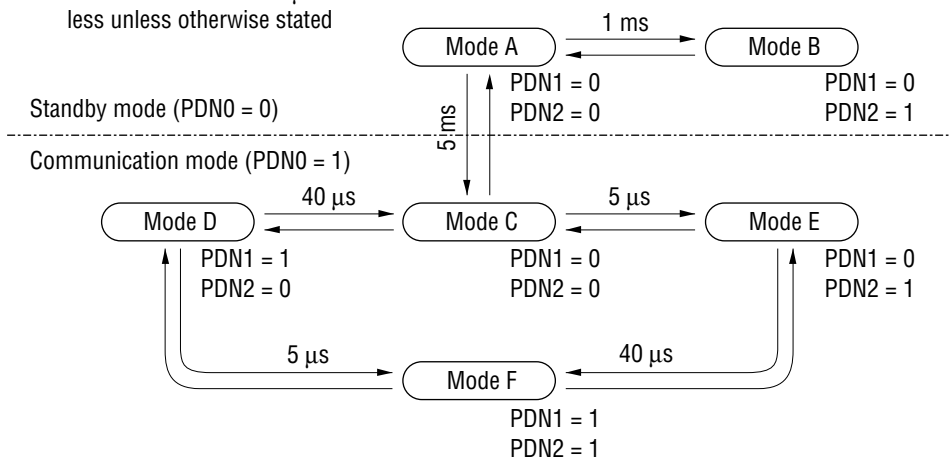 less unless otherwise stated
1 ms
Mode A
Mode B
PDN1 = 0
PDN2 = 0
PDN1 = 0
PDN2 = 1
Standby mode (PDN0 = 0)
5 ms
Communication mode (PDN0 = 1)
40 μs
5 μs
Mode D
Mode C
Mode E
PDN1 = 1
PDN2 = 0
PDN1 = 0
PDN2 = 0
PDN1 = 0
PDN2 = 1
5 μs
40 μs
Mode F
PDN1 = 1
PDN2 = 1